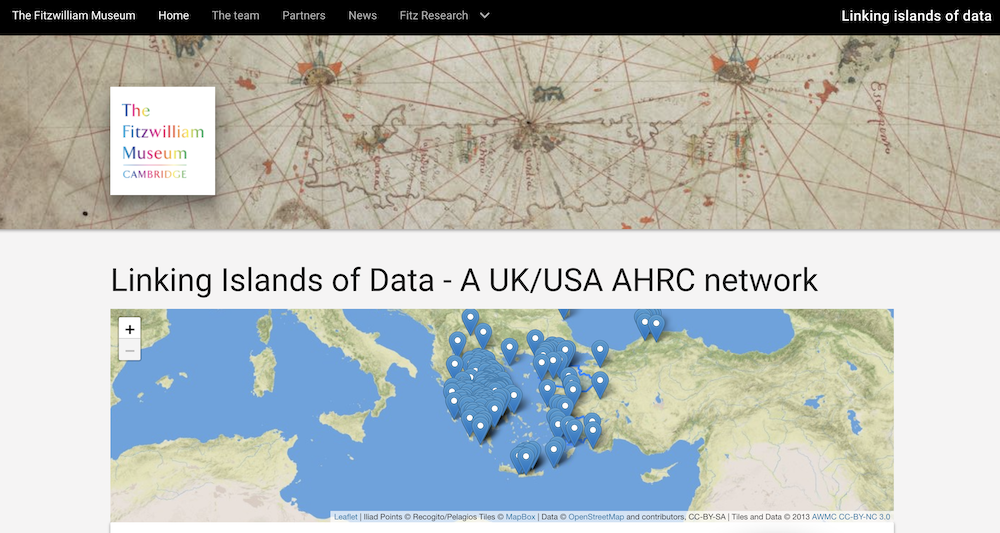 The Fitzwilliam Museum Home The team Partners News Fitz Research Linking islands of data
The
Fitzwilliam
Museum
CAMBRIDGE
Linking Islands of Data - A UK/USA AHRC network
+
−
Leaflet | Iliad Points © Recogito/Pelagios Tiles © MapBox | Data © OpenStreetMap and contributors, CC-BY-SA | Tiles and Data © 2013 AWMC CC-BY-NC 3.0